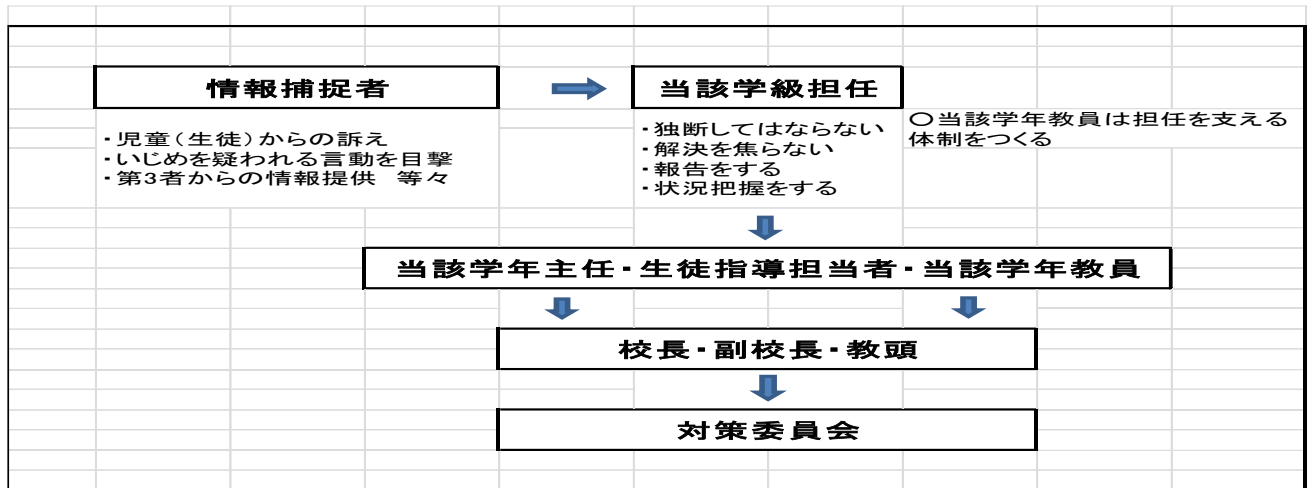 情報捕捉者
当該学級担任
・児童(生徒)からの訴え
・いじめを疑われる言動を目撃
・第3者からの情報提供　等々
・独断してはならない
・解決を焦らない
・報告をする
・状況把握をする
〇当該学年教員は担任を支える
体制をつくる
当該学年主任・生徒指導担当者・当該学年教員
校長・副校長・教頭
対策委員会